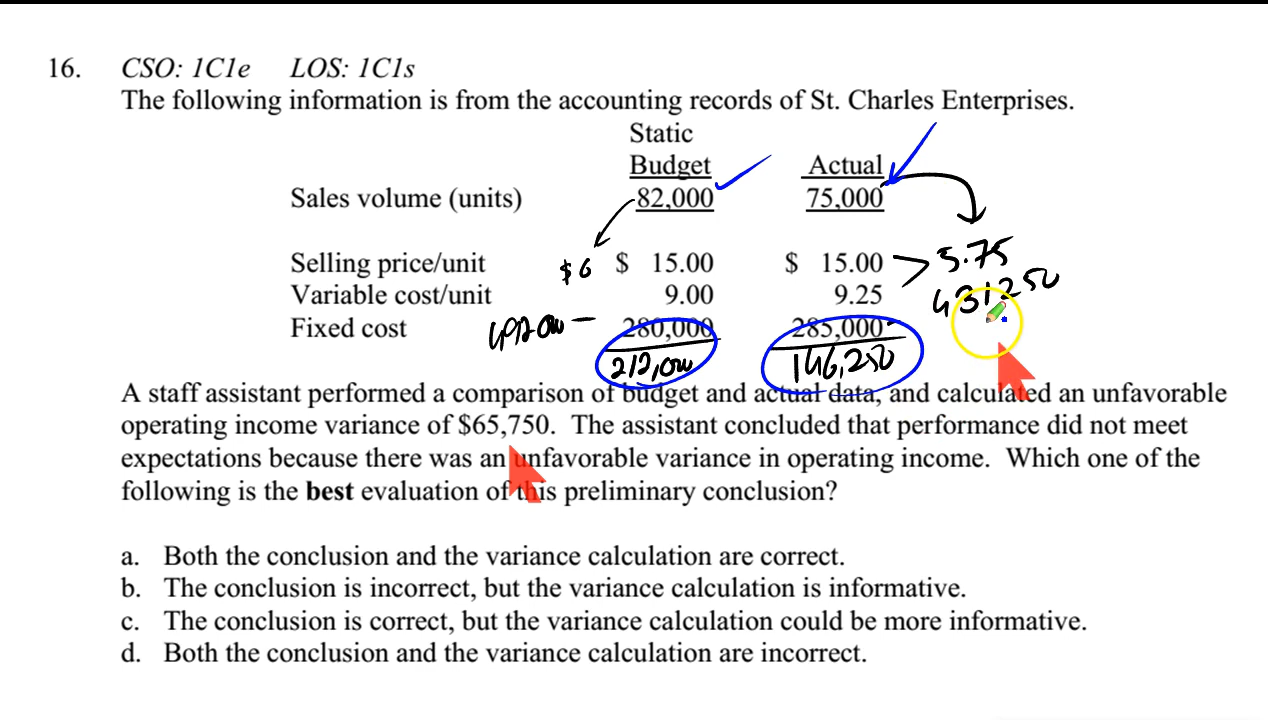 16. CSO: 1C1e LOS: 1C1s
The following information is from the accounting records of St. Charles Enterprises.
Static
Budget Actual
Sales volume (units) 82,000 75,000
Selling price/unit $6 $ 15.00 $ 15.00 5.75
Variable cost/unit 9.00 9.25 431250
Fixed cost 280,000 285,000
212,000 146,250
A staff assistant performed a comparison of budget and actual data, and calculated an unfavorable
operating income variance of $65,750. The assistant concluded that performance did not meet
expectations because there was an unfavorable variance in operating income. Which one of the
following is the best evaluation of this preliminary conclusion?
a. Both the conclusion and the variance calculation are correct.
b. The conclusion is incorrect, but the variance calculation is informative.
c. The conclusion is correct, but the variance calculation could be more informative.
d. Both the conclusion and the variance calculation are incorrect.